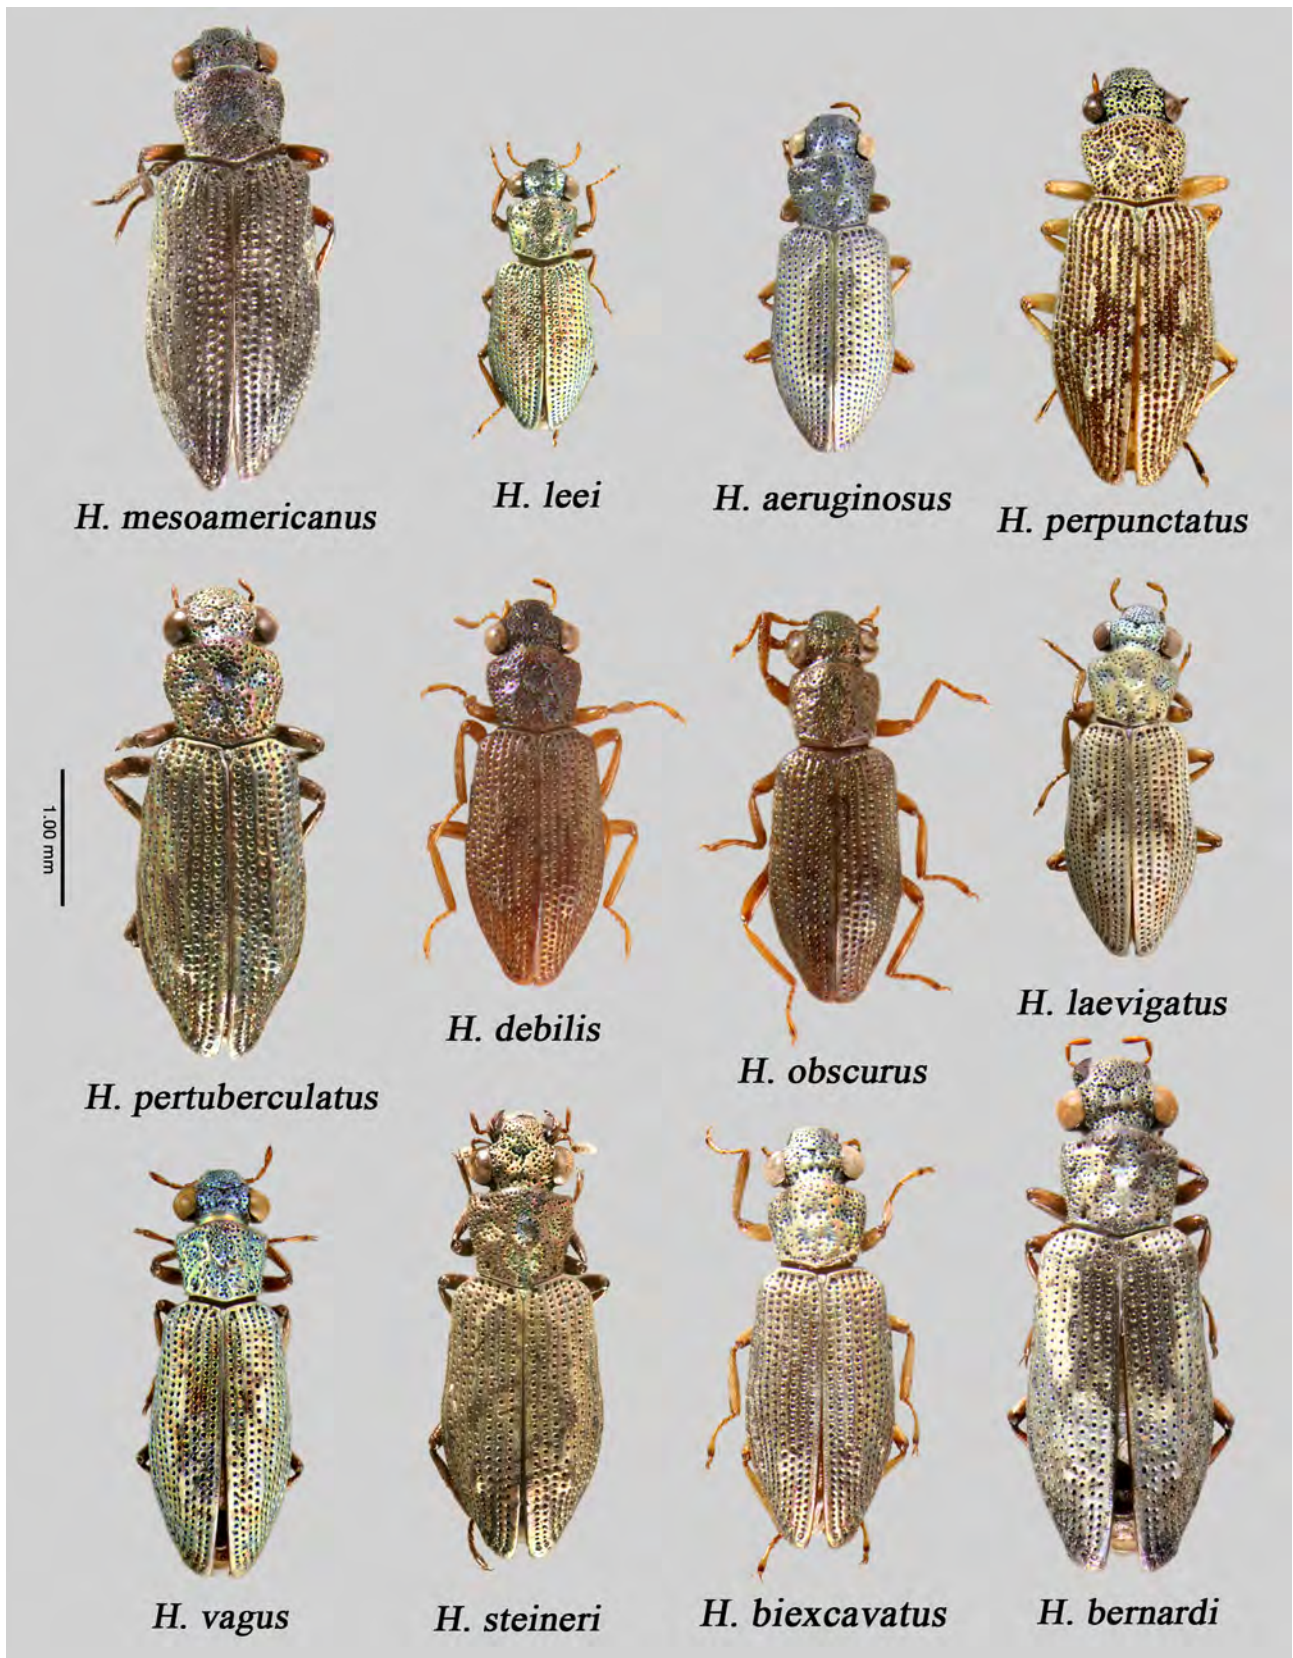 H. mesoamericanus
H. leei
H. aeruginosus
H. perpunctatus
1.00 mm
H. pertuberculatus
H. debilis
H. obscurus
H. laevigatus
H. vagus
H. steineri
H. biexcavatus
H. bernardi